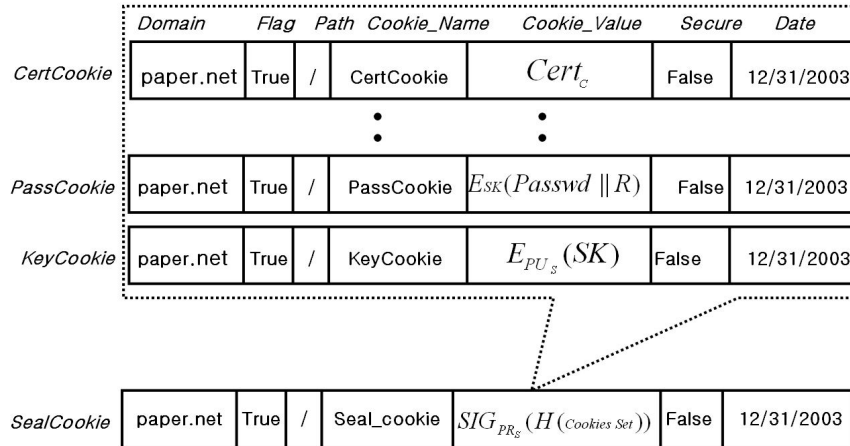 Domain Flag Path Cookie_Name Cookie_Value Secure Date
CertCookie paper.net True / CertCookie Cert_C False 12/31/2003
PassCookie paper.net True / PassCookie E_SK(Passwd || R) False 12/31/2003
KeyCookie paper.net True / KeyCookie E_PU_S(SK) False 12/31/2003
SealCookie paper.net True / Seal_cookie SIG_PR_S(H(Cookies Set)) False 12/31/2003